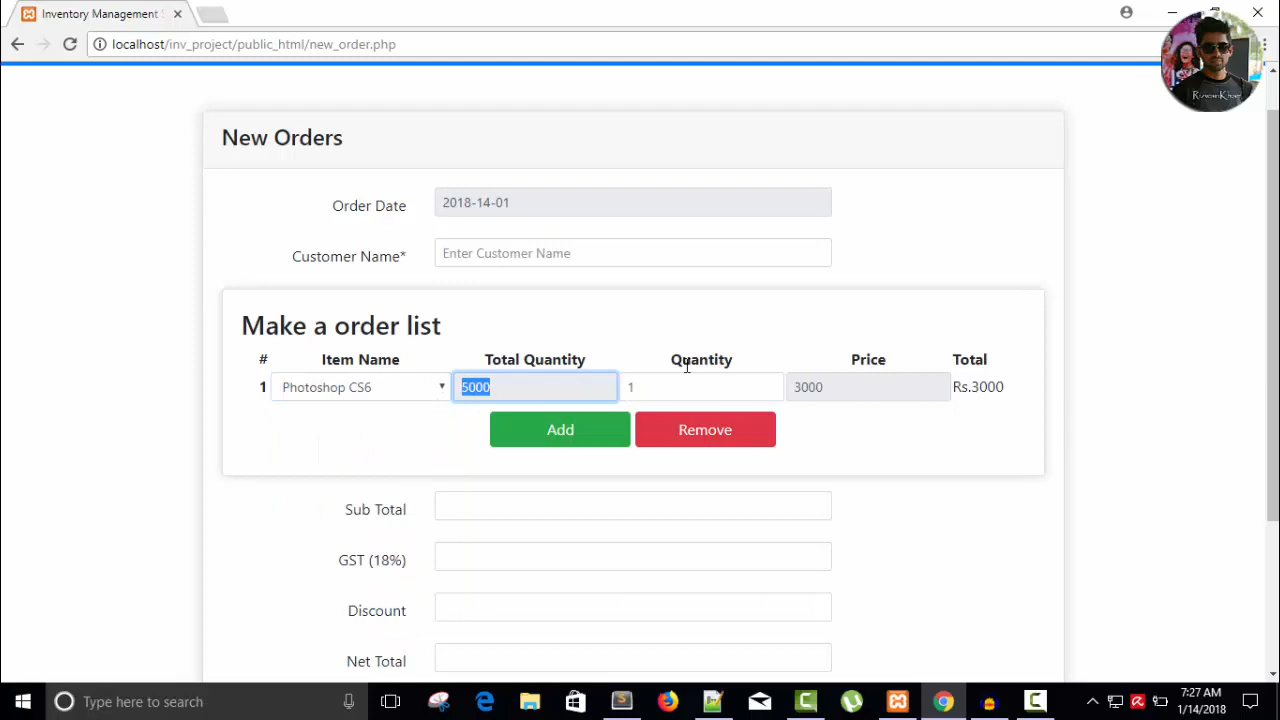 Inventory Management S
localhost/inv_project/public_html/new_order.php
RizwanKhan
New Orders
Order Date 2018-14-01
Customer Name* Enter Customer Name
Make a order list
# Item Name Total Quantity Quantity Price Total
1 Photoshop CS6 5000 1 3000 Rs.3000
Add Remove
Sub Total
GST (18%)
Discount
Net Total
Type here to search
7:27 AM
1/14/2018